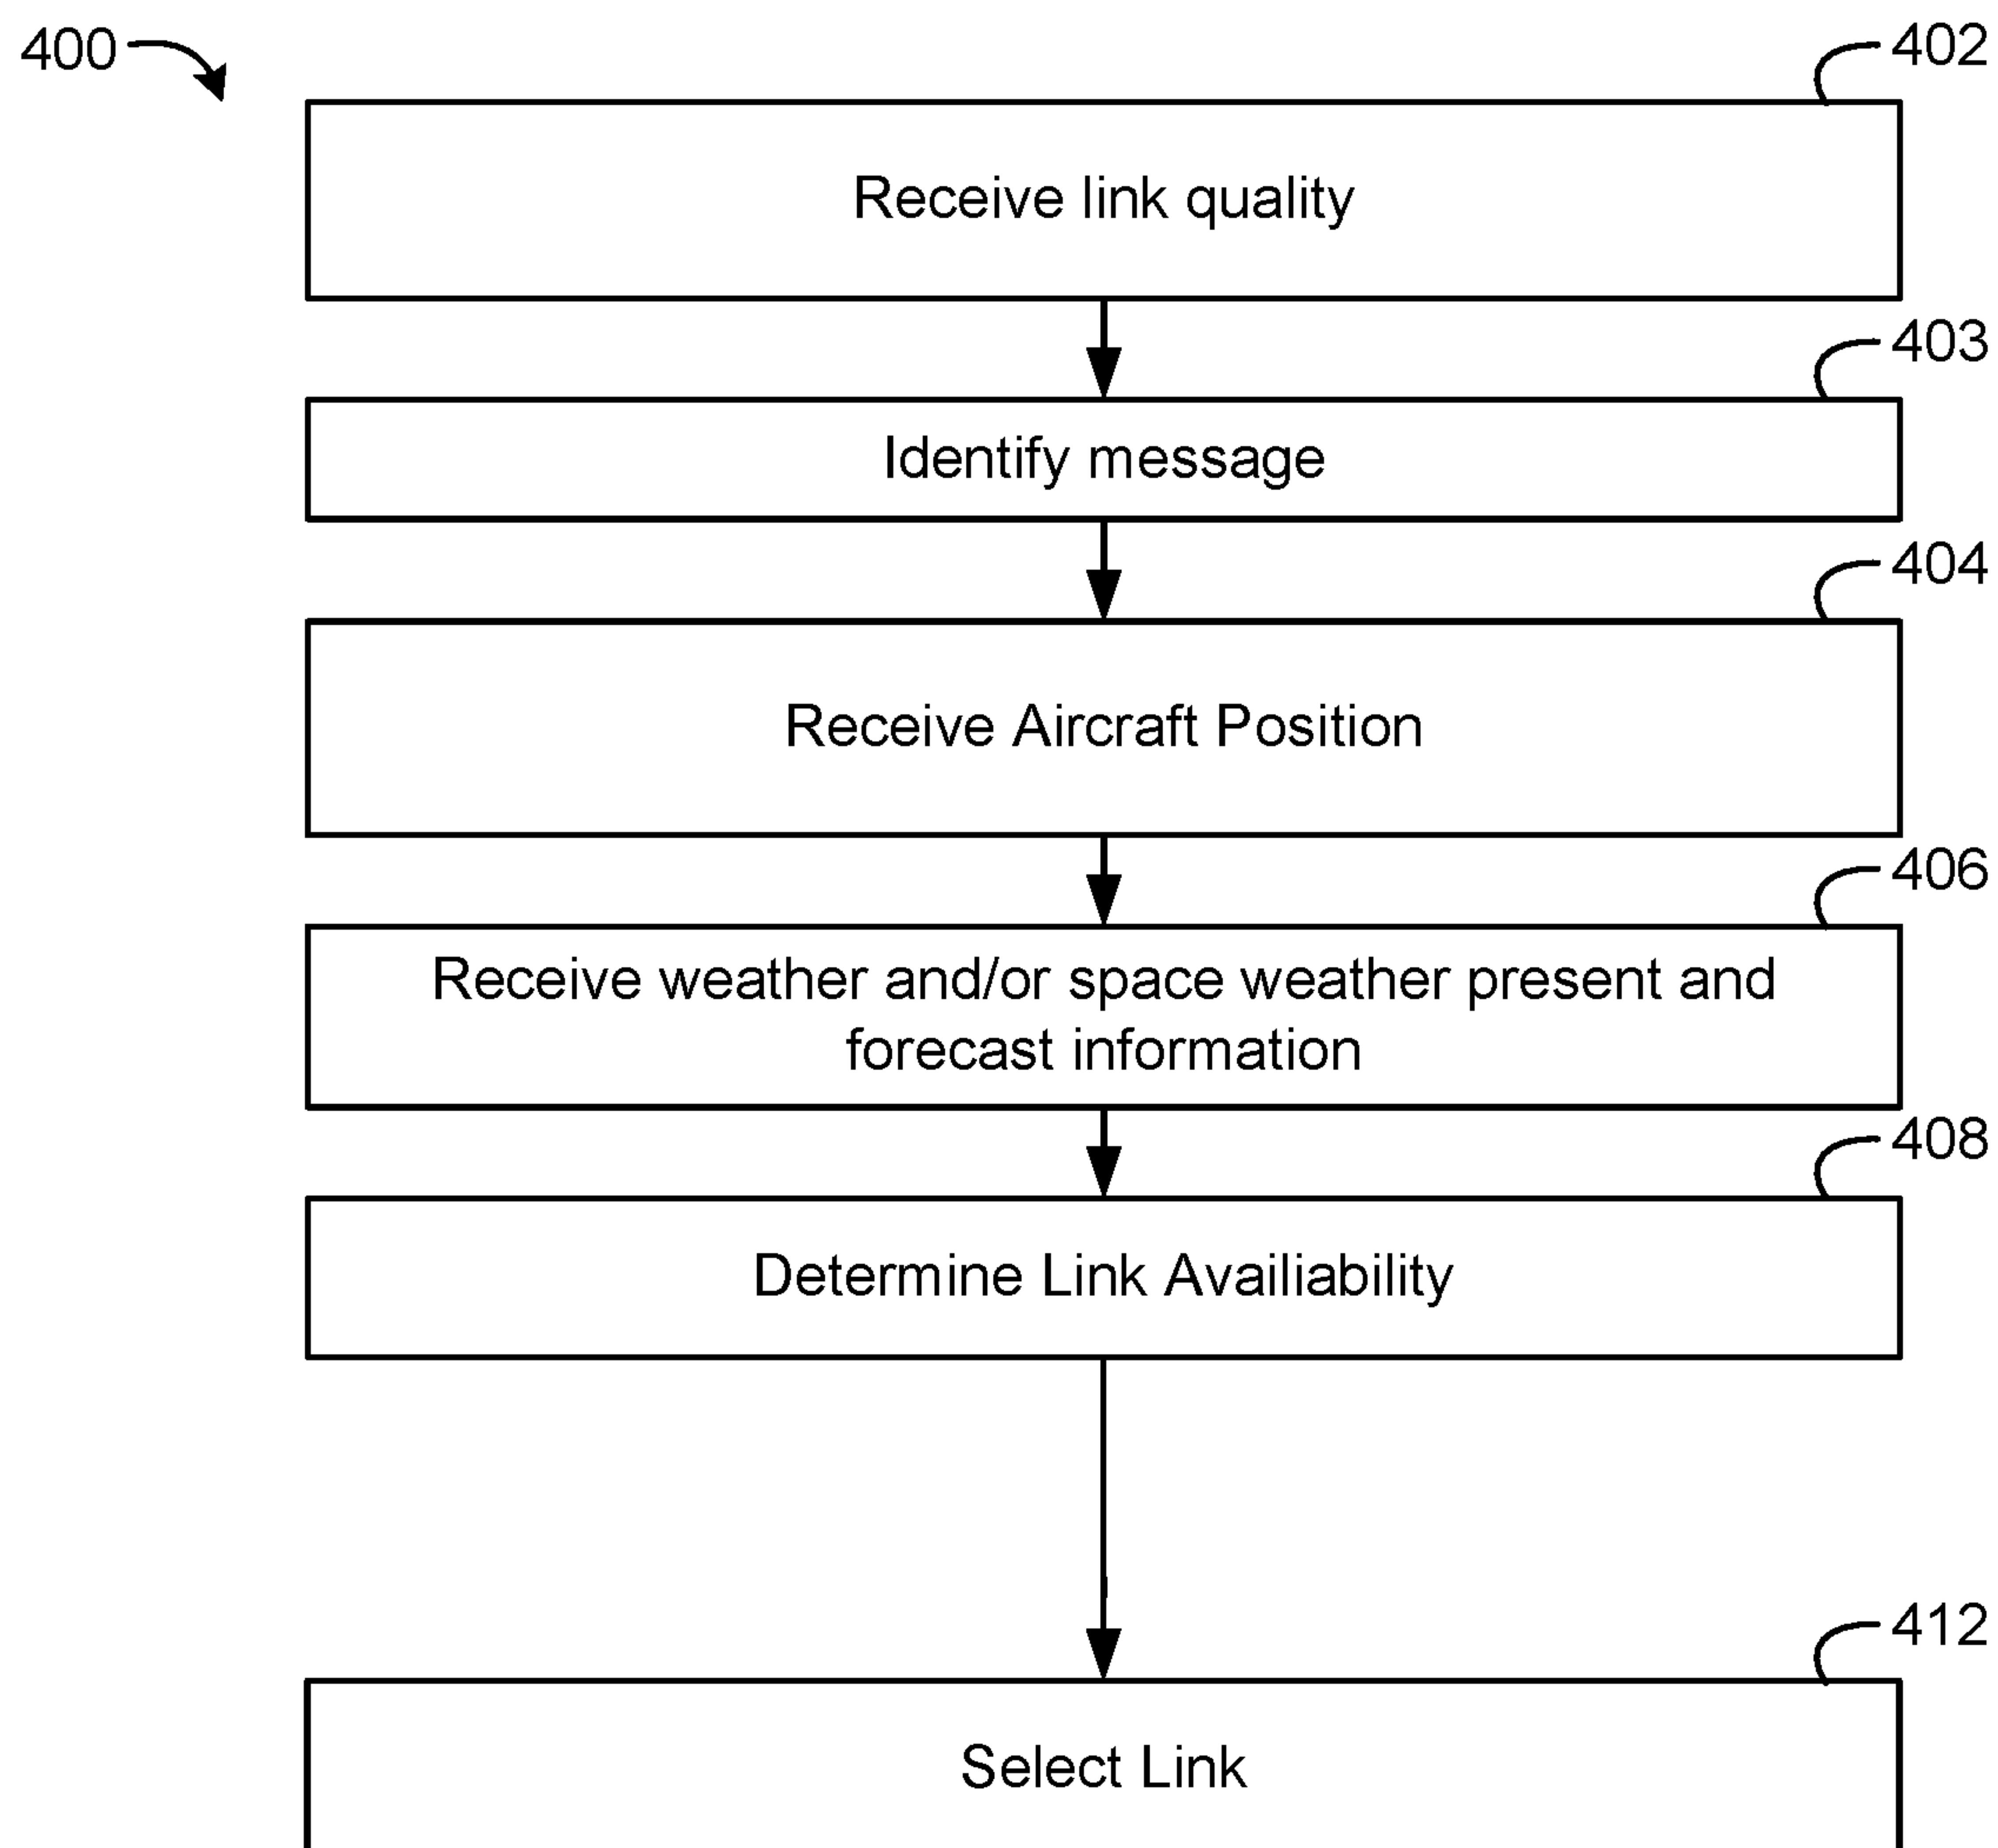 400
402
Receive link quality
403
Identify message
404
Receive Aircraft Position
406
Receive weather and/or space weather present and
forecast information
408
Determine Link Availiability
412
Select Link